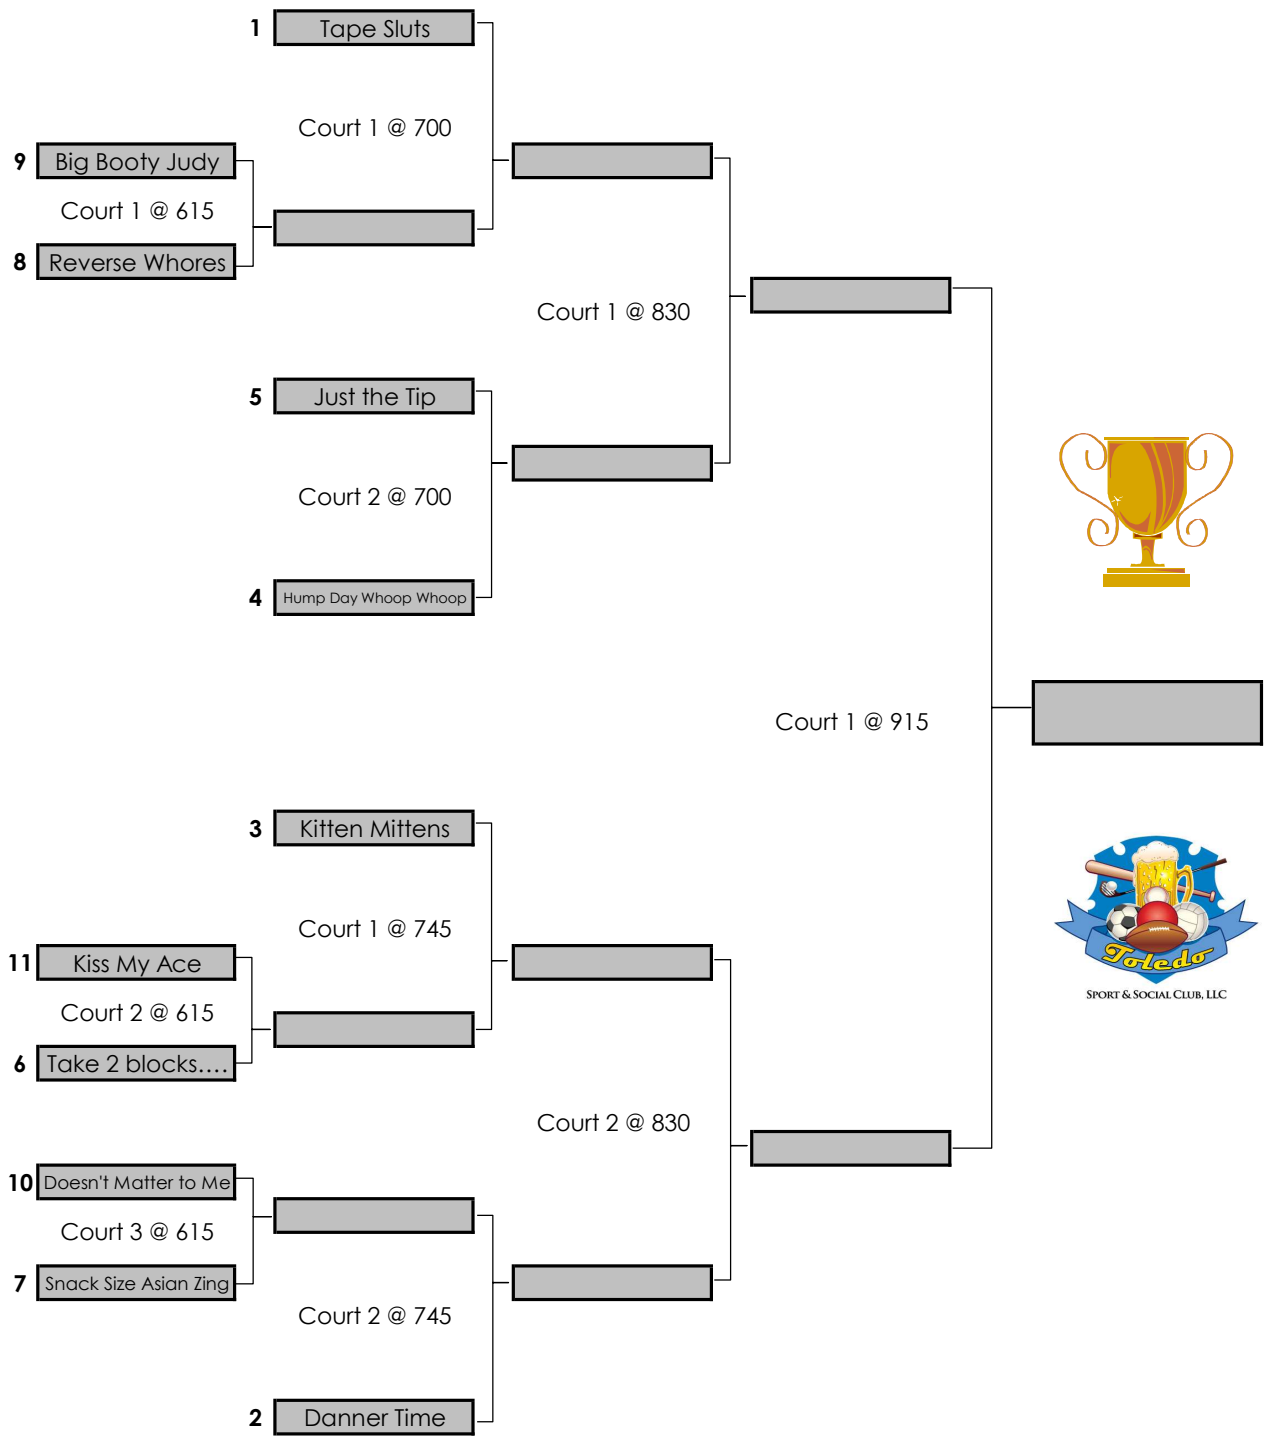 1 Tape Sluts
Court 1 @ 700
9 Big Booty Judy
Court 1 @ 615
8 Reverse Whores
Court 1 @ 830
5 Just the Tip
Court 2 @ 700
4 Hump Day Whoop Whoop
Court 1 @ 915
3 Kitten Mittens
Court 1 @ 745
11 Kiss My Ace
Court 2 @ 615
6 Take 2 blocks....
Court 2 @ 830
10 Doesn't Matter to Me
Court 3 @ 615
7 Snack Size Asian Zing
Court 2 @ 745
2 Danner Time
Toledo
SPORT & SOCIAL CLUB, LLC